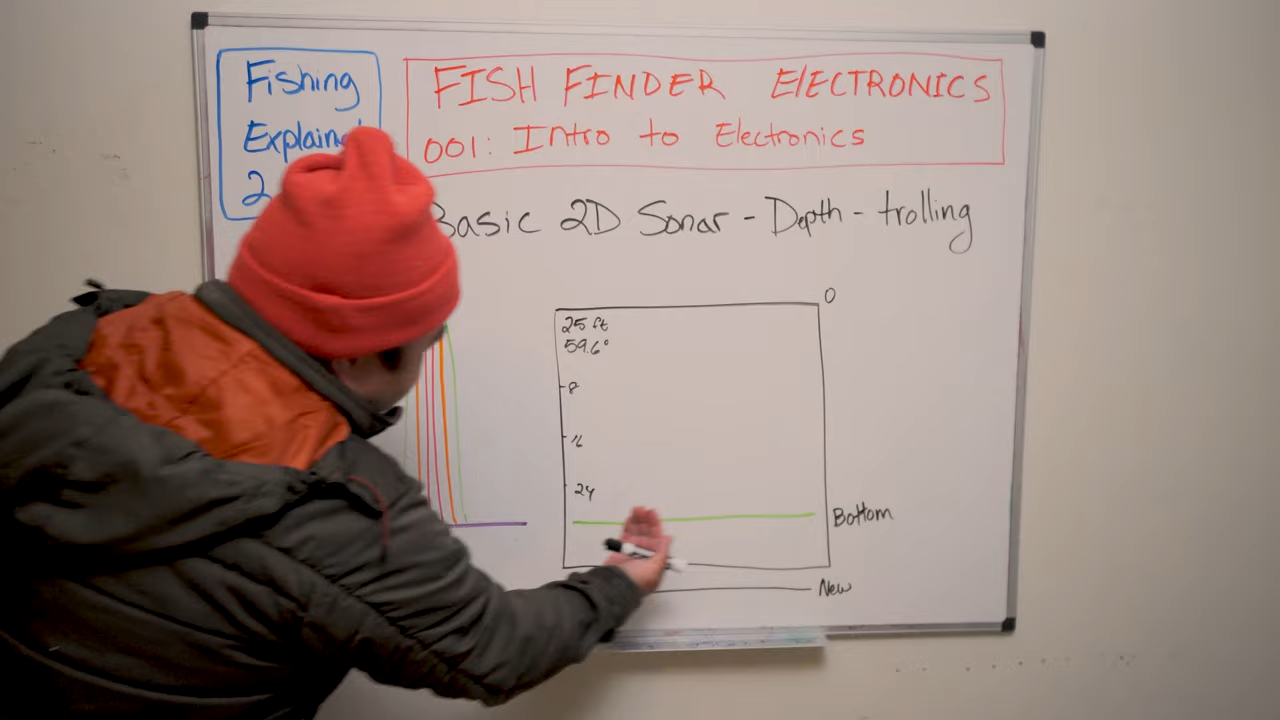 Fishing
2
FISH FINDER ELECTRONICS
001: Intro to Electronics
Basic 2D Sonar - Depth - trolling
0
25 ft
59.6°
8
16
24
Bottom
New